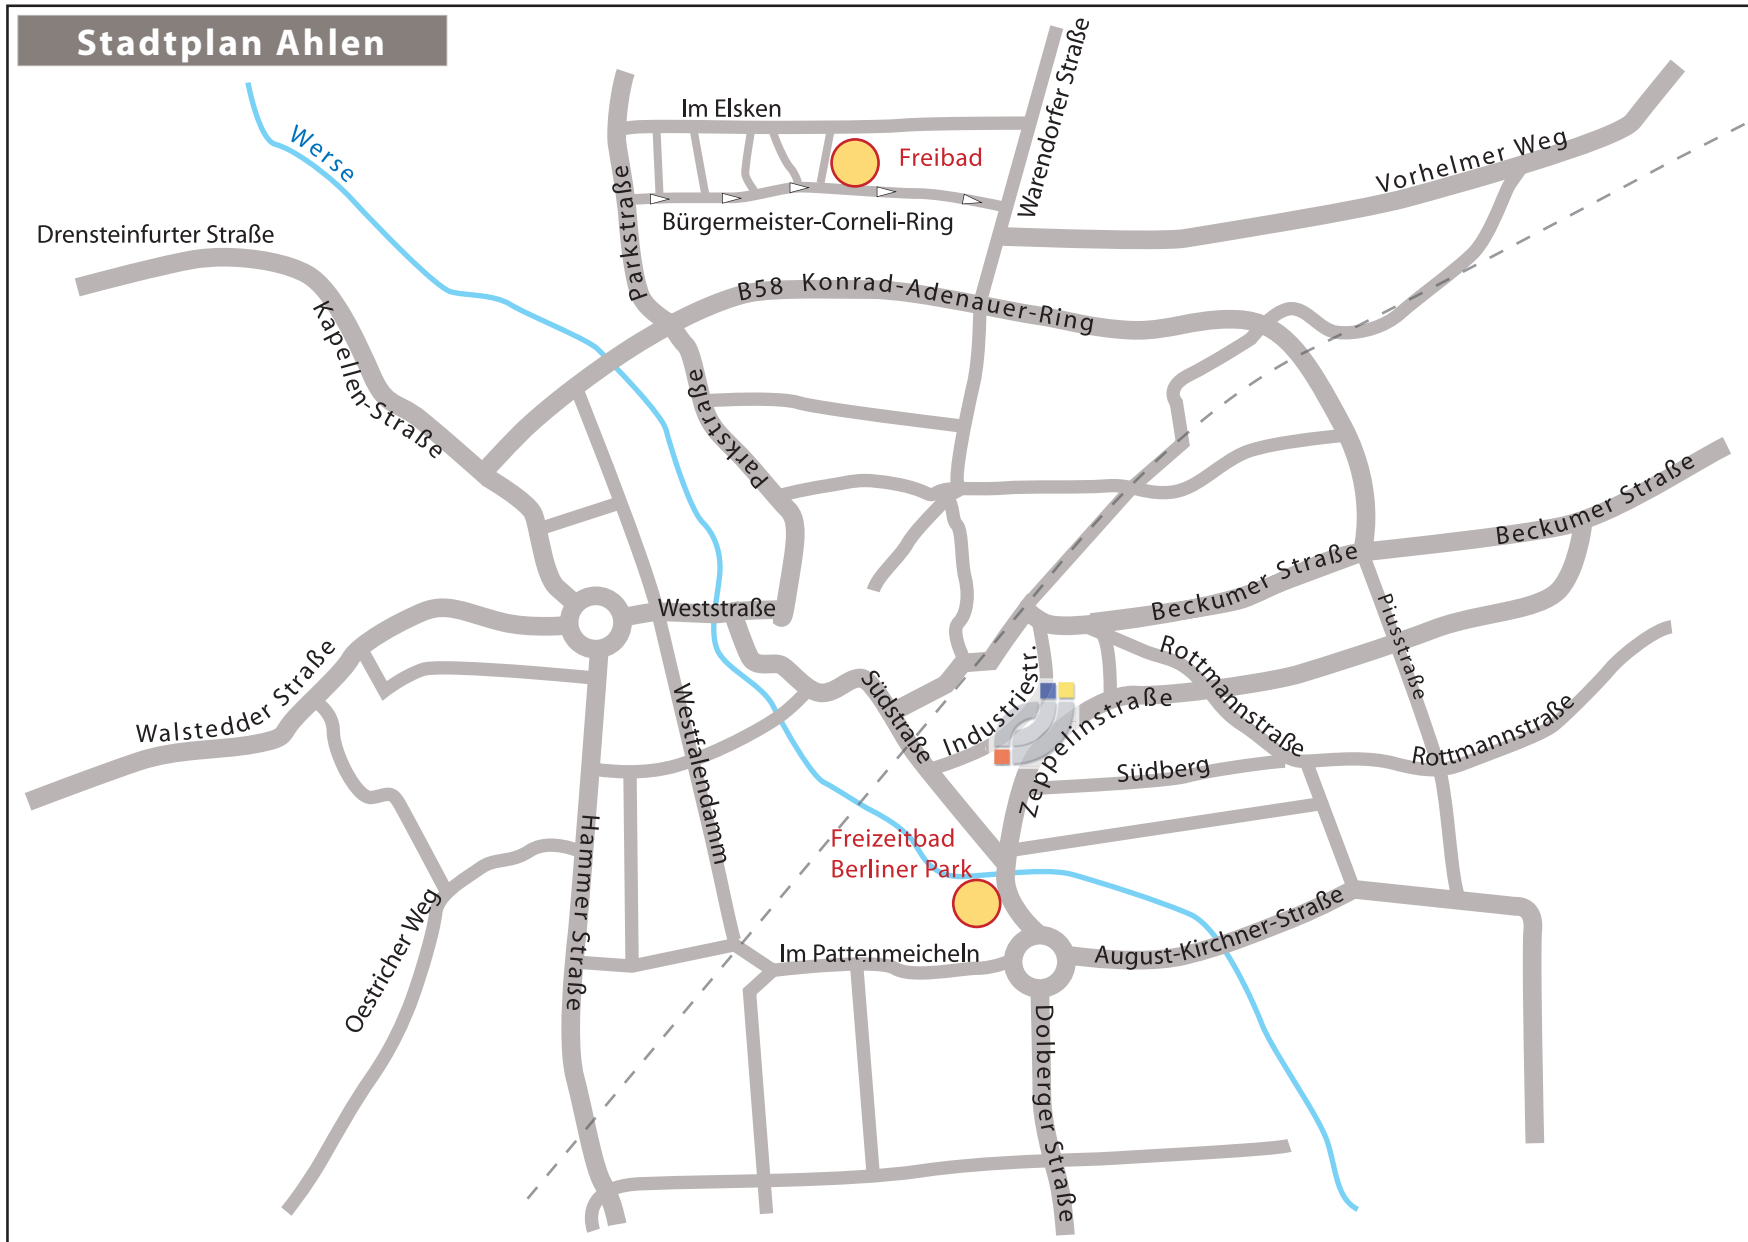 Stadtplan Ahlen
Werse
Im Elsken
Freibad
Warendorfer Straße
Vorhelmer Weg
Parkstraße
Bürgermeister-Corneli-Ring
Drensteinfurter Straße
B58 Konrad-Adenauer-Ring
Kapellen-Straße
Parkstraße
Beckumer Straße
Beckumer Straße
Weststraße
Piusstraße
Walstedder Straße
Rottmannstraße
Südstraße
Industriestr.
Westfalendamm
Zeppelinstraße
Rottmannstraße
Südberg
Hammer Straße
Freizeitbad
Berliner Park
Oestricher Weg
Im Pattenmeicheln
August-Kirchner-Straße
Dolberger Straße